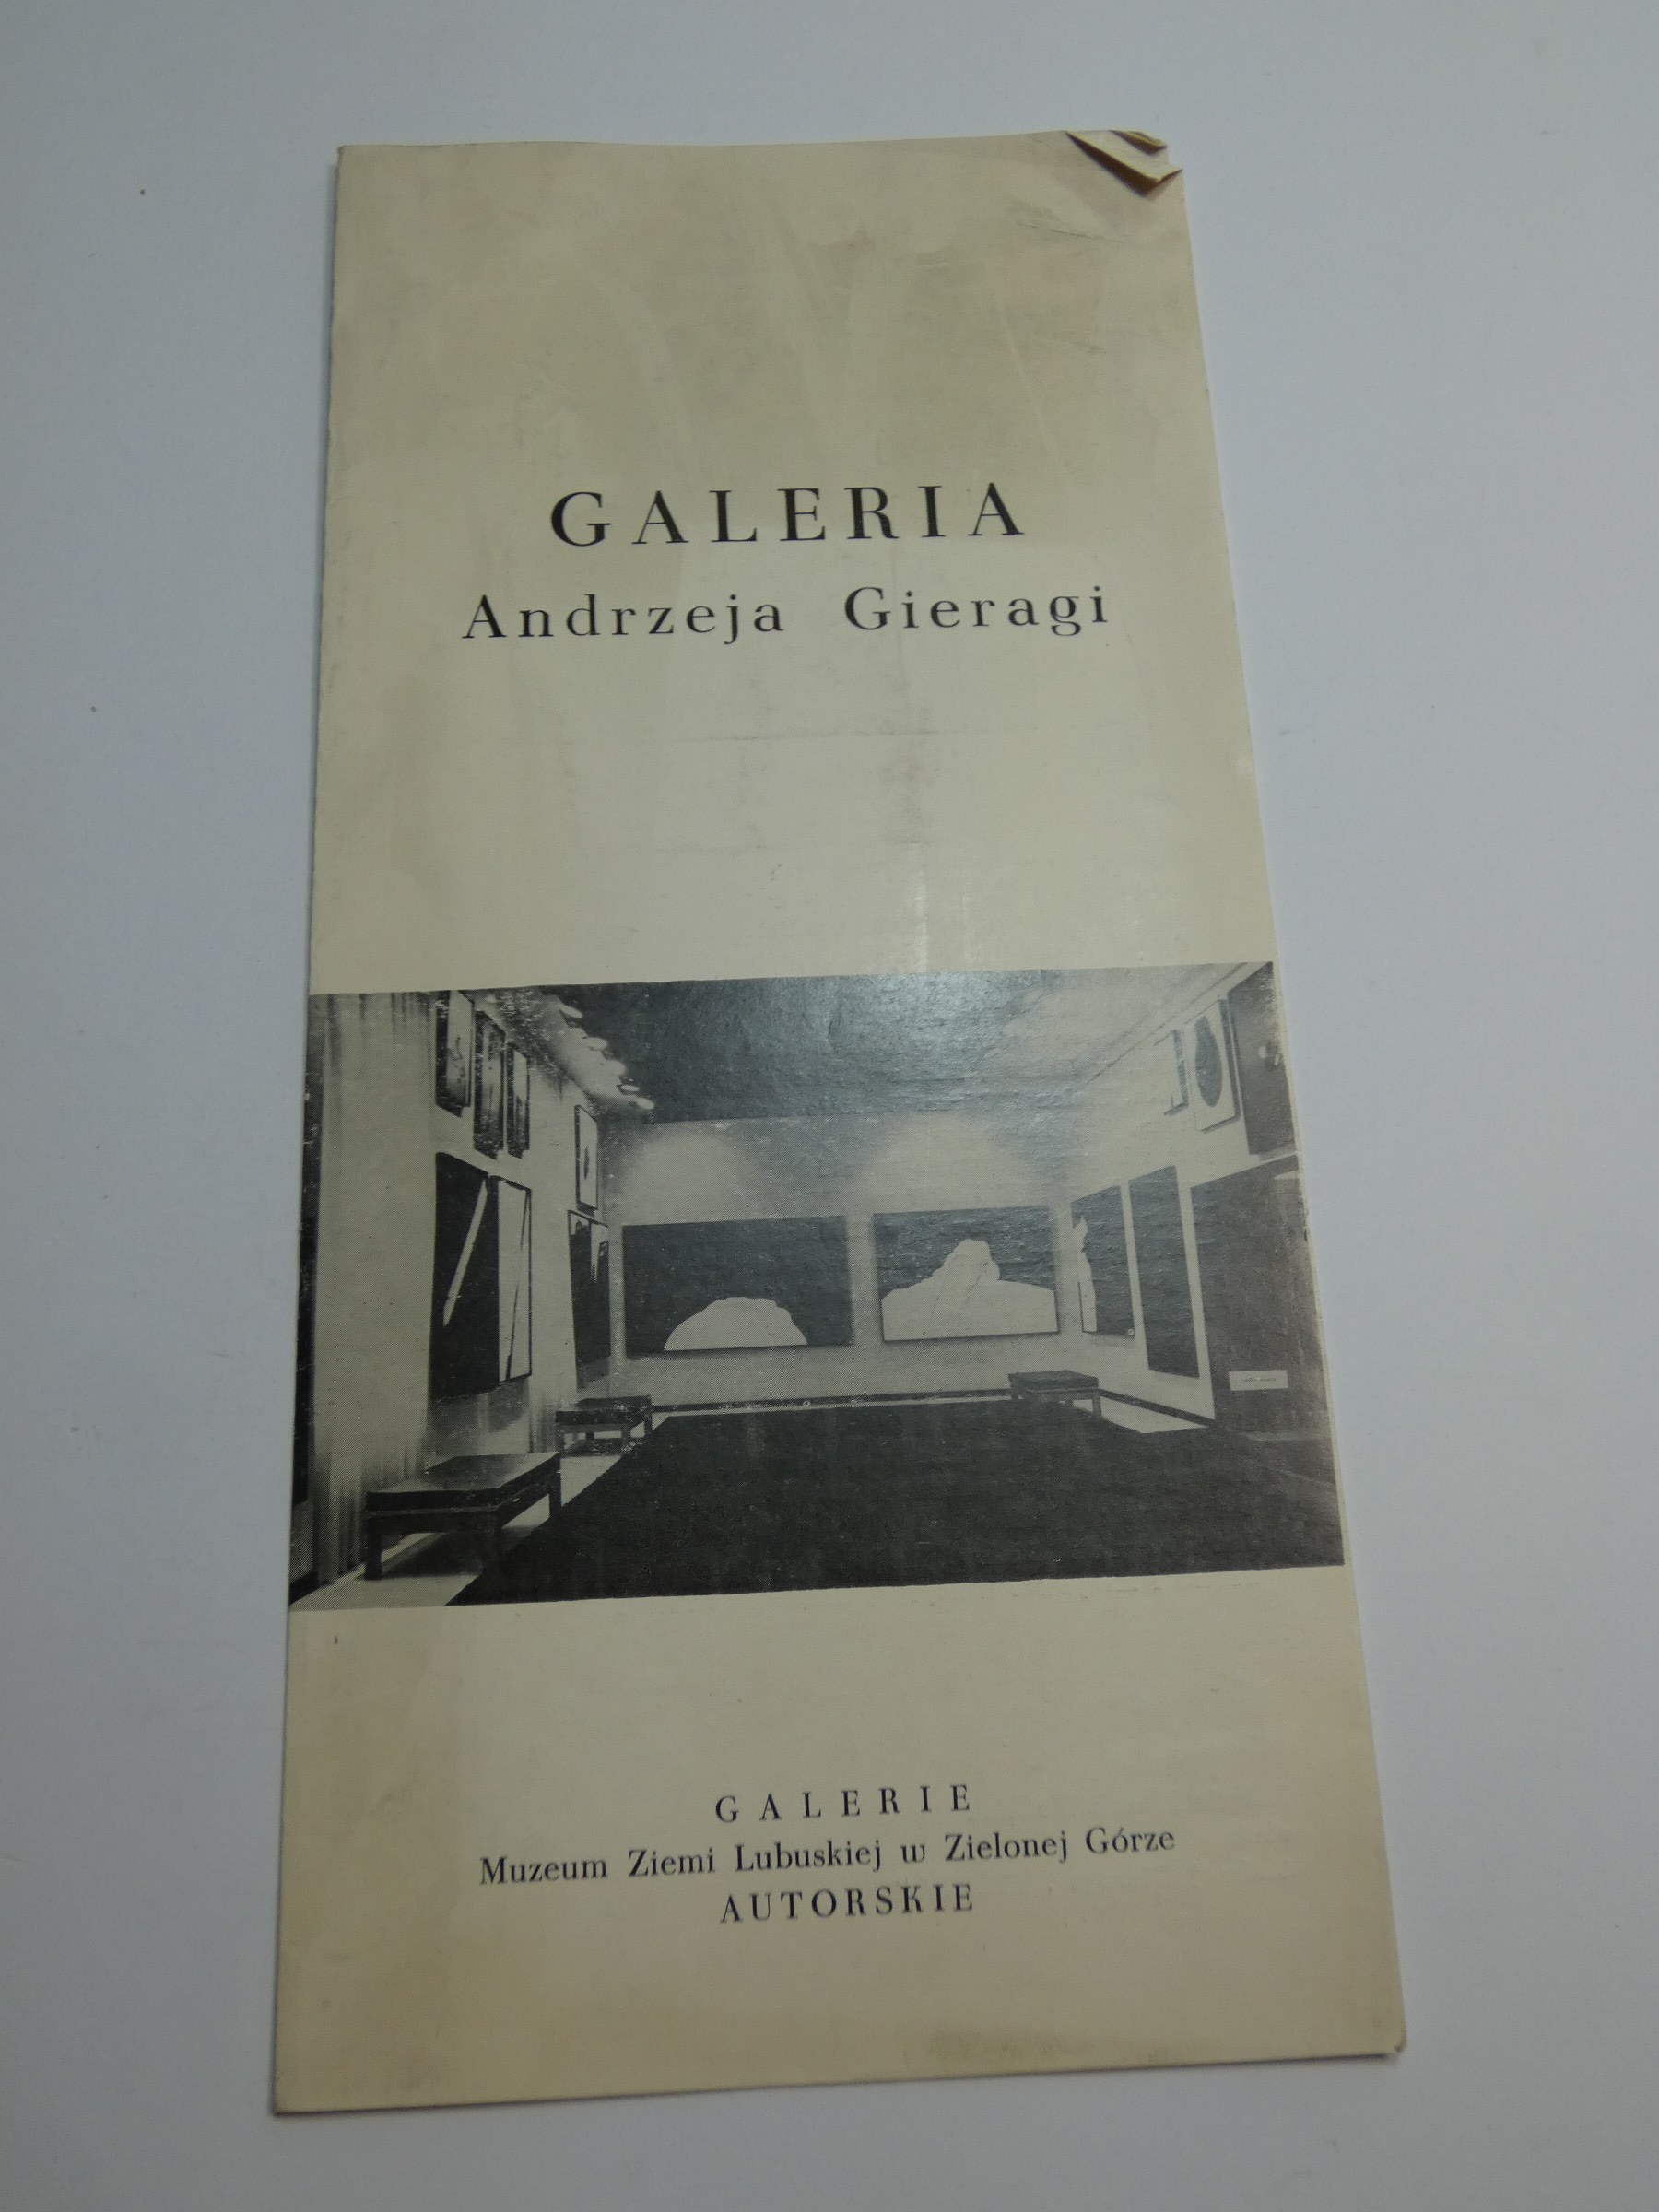 GALERIA
Andrzeja Gieragi
GALERIE
Muzeum Ziemi Lubuskiej w Zielonej Górze
AUTORSKIE